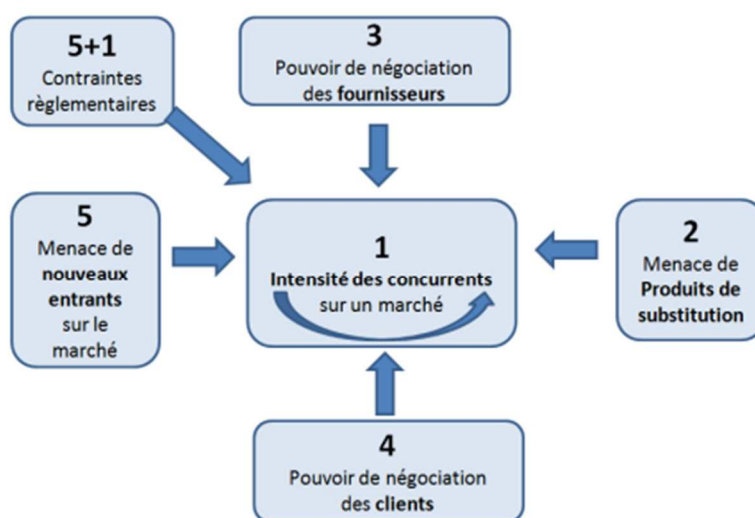 5+1
Contraintes
règlementaires
3
Pouvoir de négociation
des fournisseurs
5
Menace de
nouveaux
entrants
sur le
marché
1
Intensité des concurrents
sur un marché
2
Menace de
Produits de
substitution
4
Pouvoir de négociation
des clients